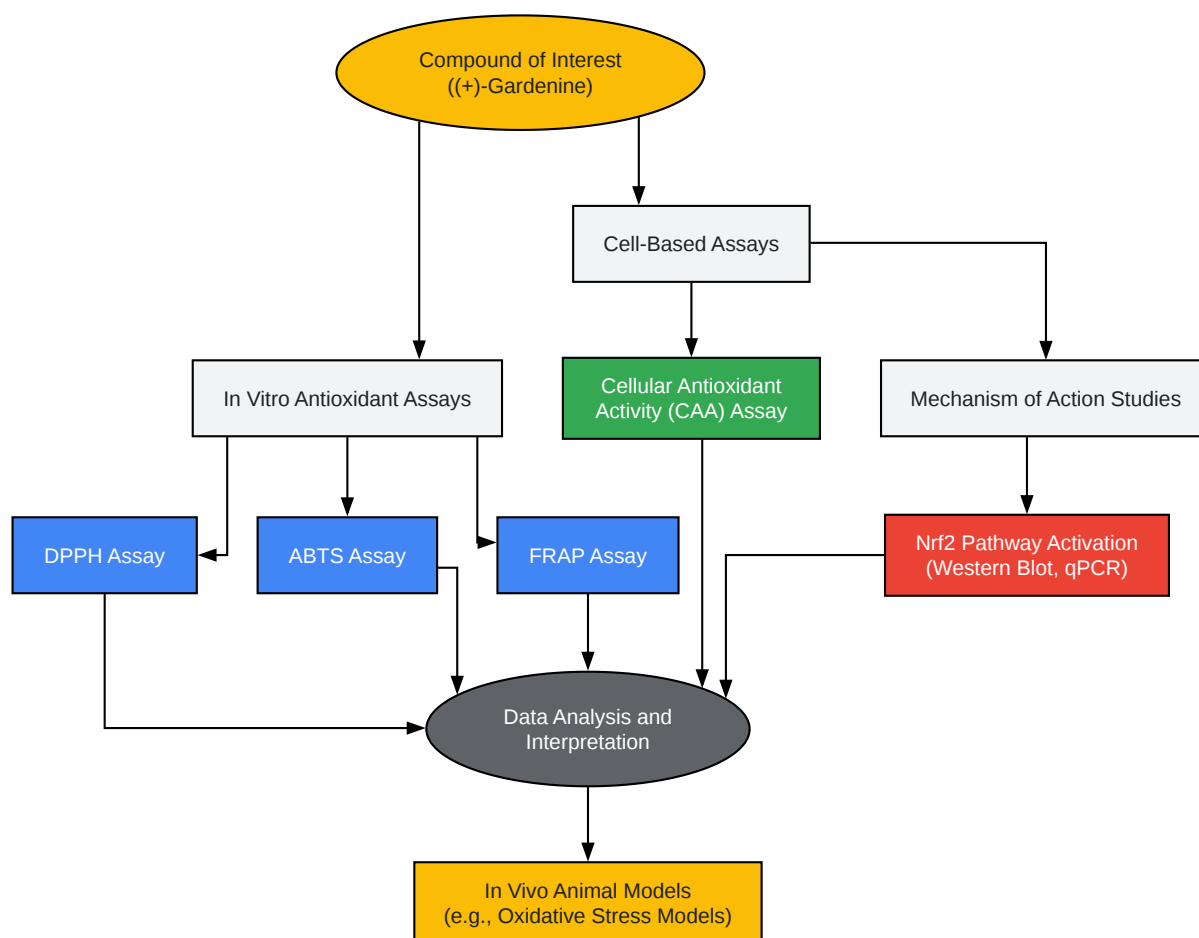 Compound of Interest
((+)-Gardenine)
Cell-Based Assays
In Vitro Antioxidant Assays
Cellular Antioxidant
Activity (CAA) Assay
Mechanism of Action Studies
DPPH Assay
ABTS Assay
FRAP Assay
Nrf2 Pathway Activation
(Western Blot, qPCR)
Data Analysis and
Interpretation
In Vivo Animal Models
(e.g., Oxidative Stress Models)